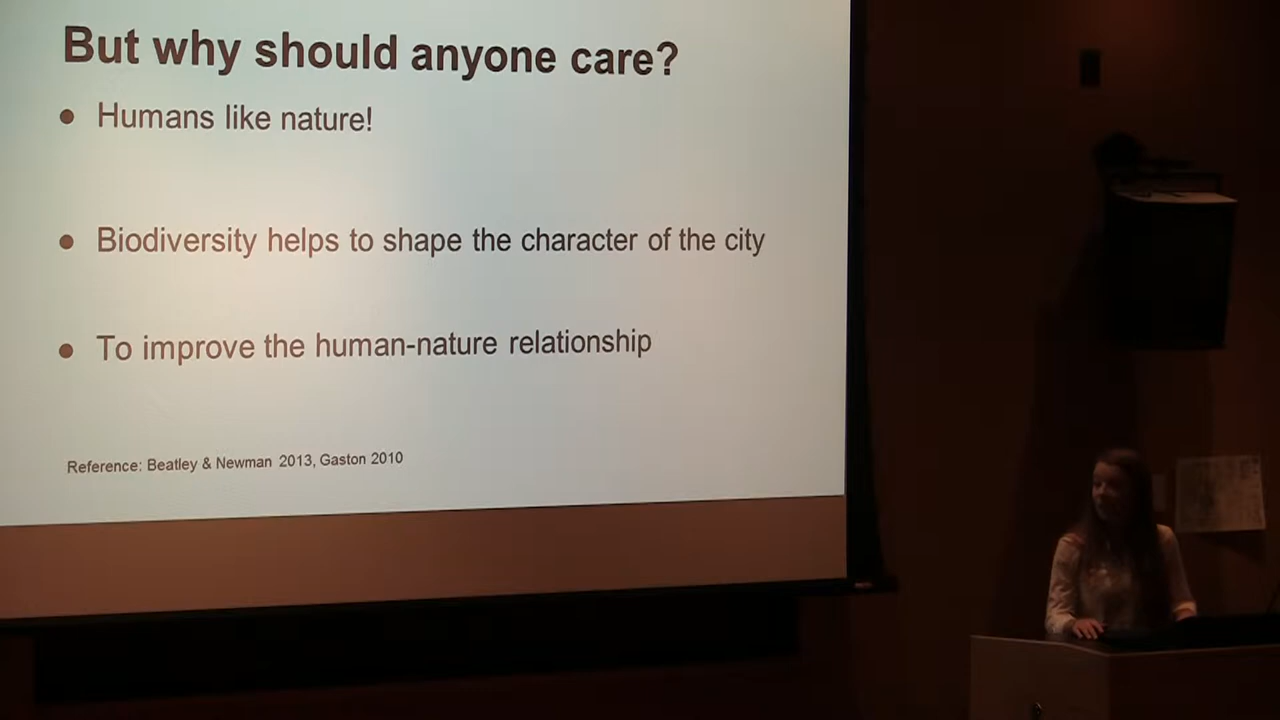 But why should anyone care?
● Humans like nature!
● Biodiversity helps to shape the character of the city
● To improve the human-nature relationship
Reference: Beatley & Newman 2013, Gaston 2010